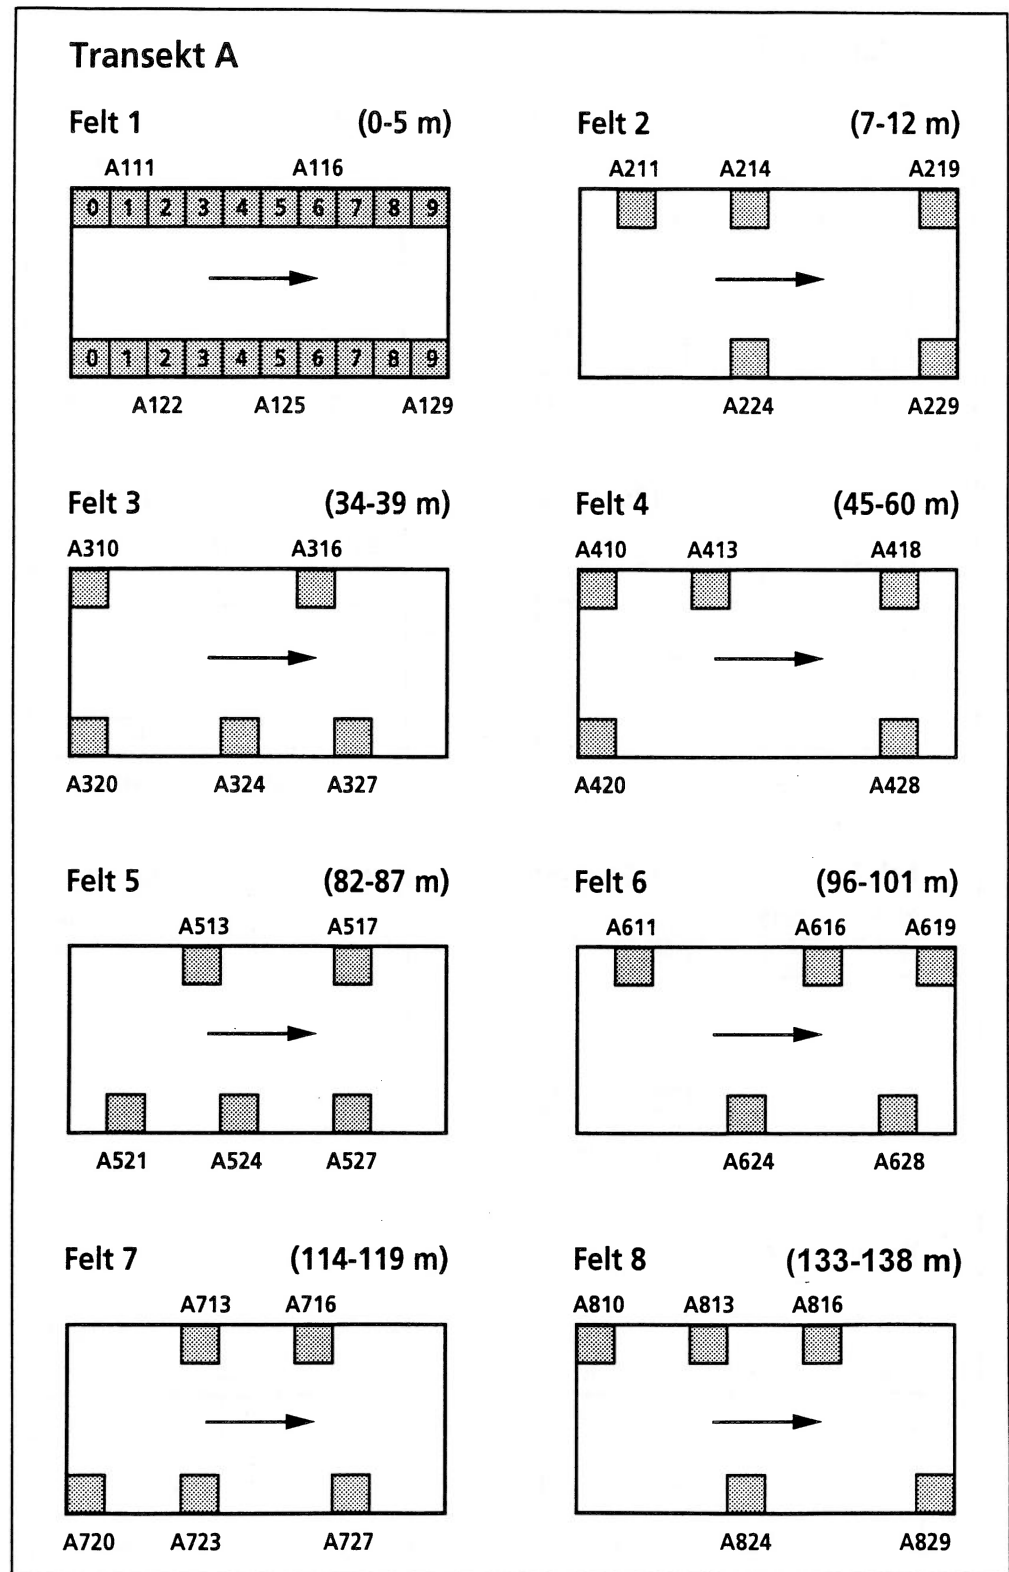 Transekt A
Felt 1 (0-5 m)
A111 A116
0 1 2 3 4 5 6 7 8 9
0 1 2 3 4 5 6 7 8 9
A122 A125 A129
Felt 2 (7-12 m)
A211 A214 A219
A224 A229
Felt 3 (34-39 m)
A310 A316
A320 A324 A327
Felt 4 (45-60 m)
A410 A413 A418
A420 A428
Felt 5 (82-87 m)
A513 A517
A521 A524 A527
Felt 6 (96-101 m)
A611 A616 A619
A624 A628
Felt 7 (114-119 m)
A713 A716
A720 A723 A727
Felt 8 (133-138 m)
A810 A813 A816
A824 A829